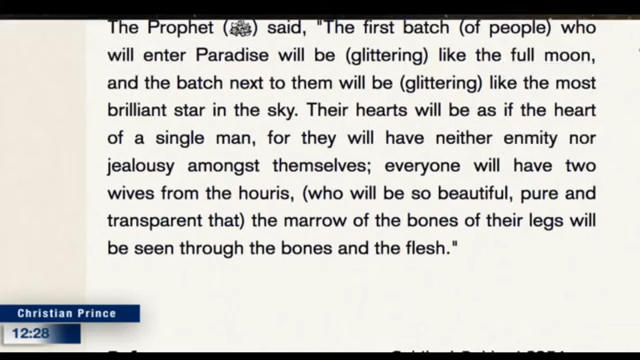 The Prophet (ﷺ) said, "The first batch (of people) who
will enter Paradise will be (glittering) like the full moon,
and the batch next to them will be (glittering) like the most
brilliant star in the sky. Their hearts will be as if the heart
of a single man, for they will have neither enmity nor
jealousy amongst themselves; everyone will have two
wives from the houris, (who will be so beautiful, pure and
transparent that) the marrow of the bones of their legs will
be seen through the bones and the flesh."
Christian Prince
12:28